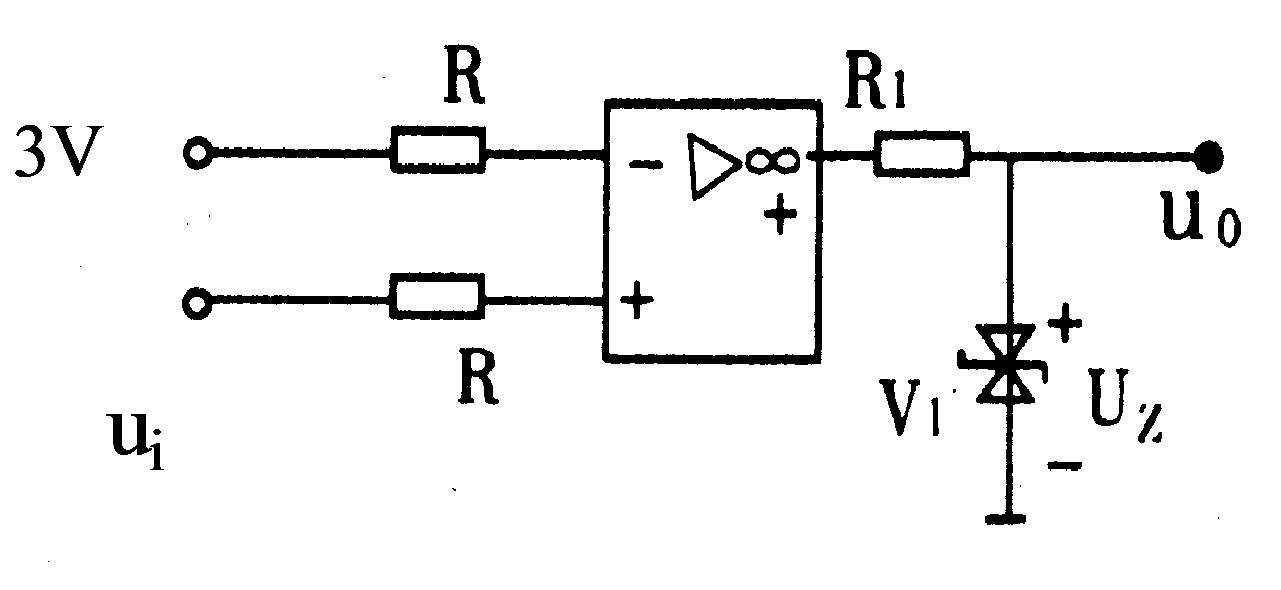 R
R1
3V
- ▷∞
+
u0
+
R
+
V1
UZ
ui
-